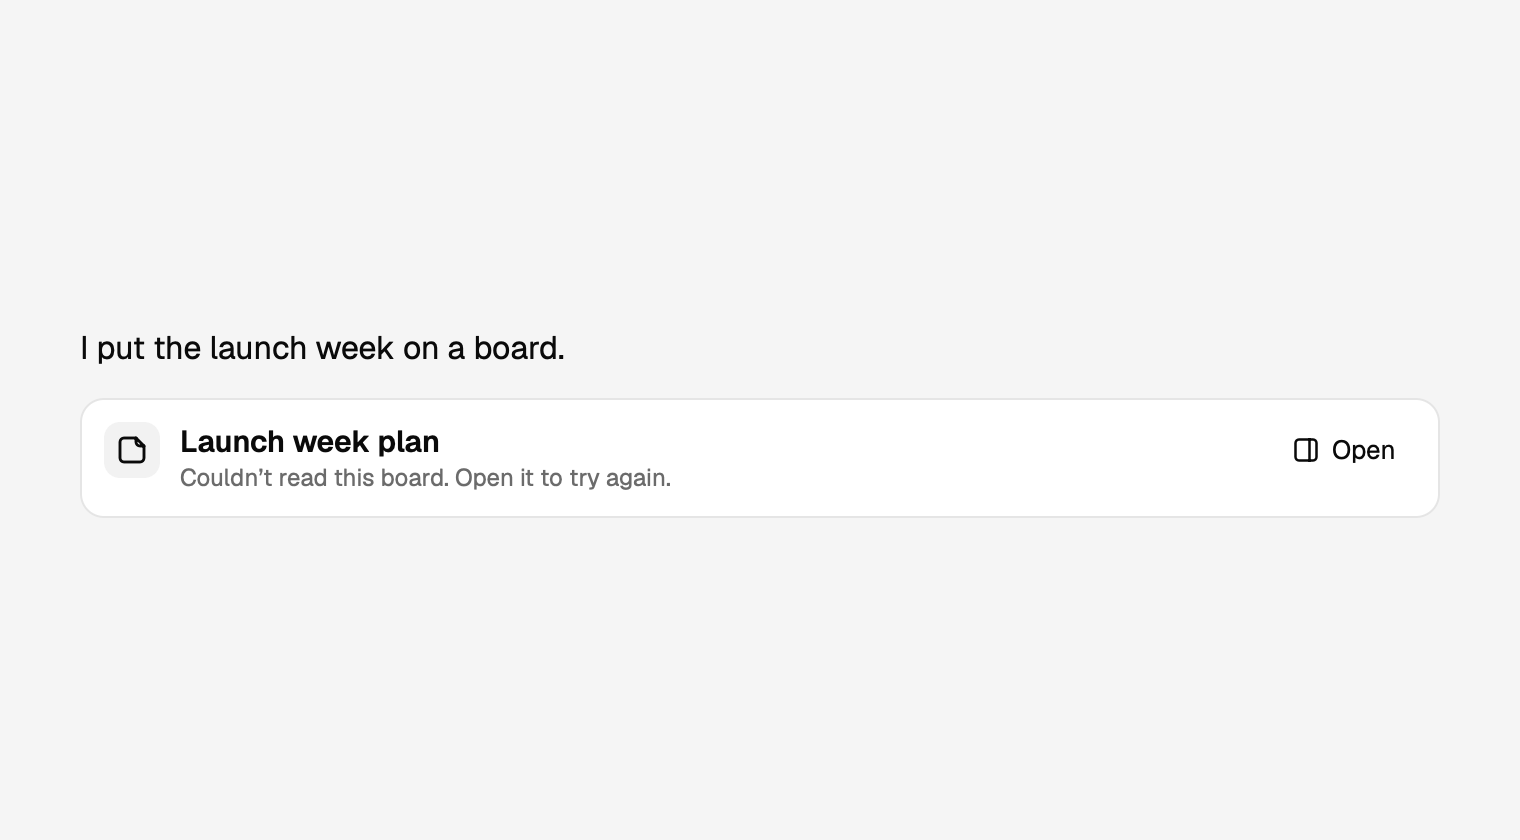 I put the launch week on a board.
Launch week plan
Open
Couldn’t read this board. Open it to try again.